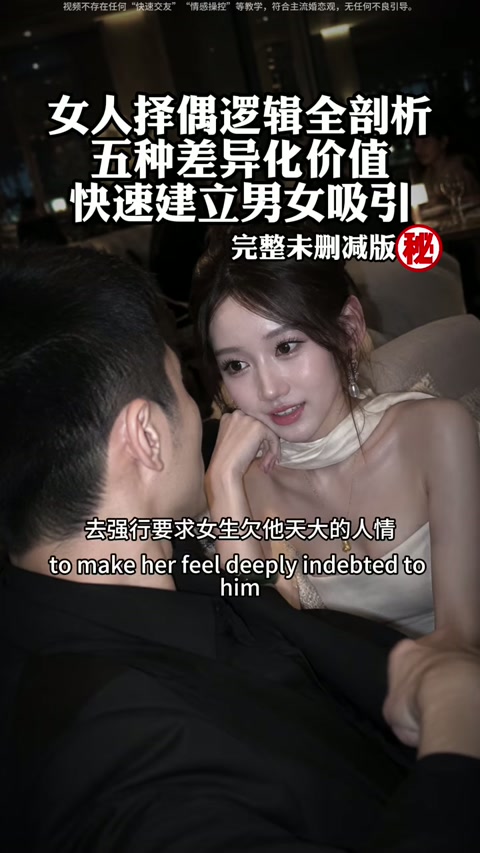 视频不存在任何“快速交友”“情感操控”等教学，符合主流婚恋观，无任何不良引导。
女人择偶逻辑全剖析
五种差异化价值
快速建立男女吸引
完整未删减版 秘
去强行要求女生欠他天大的人情
to make her feel deeply indebted to
him